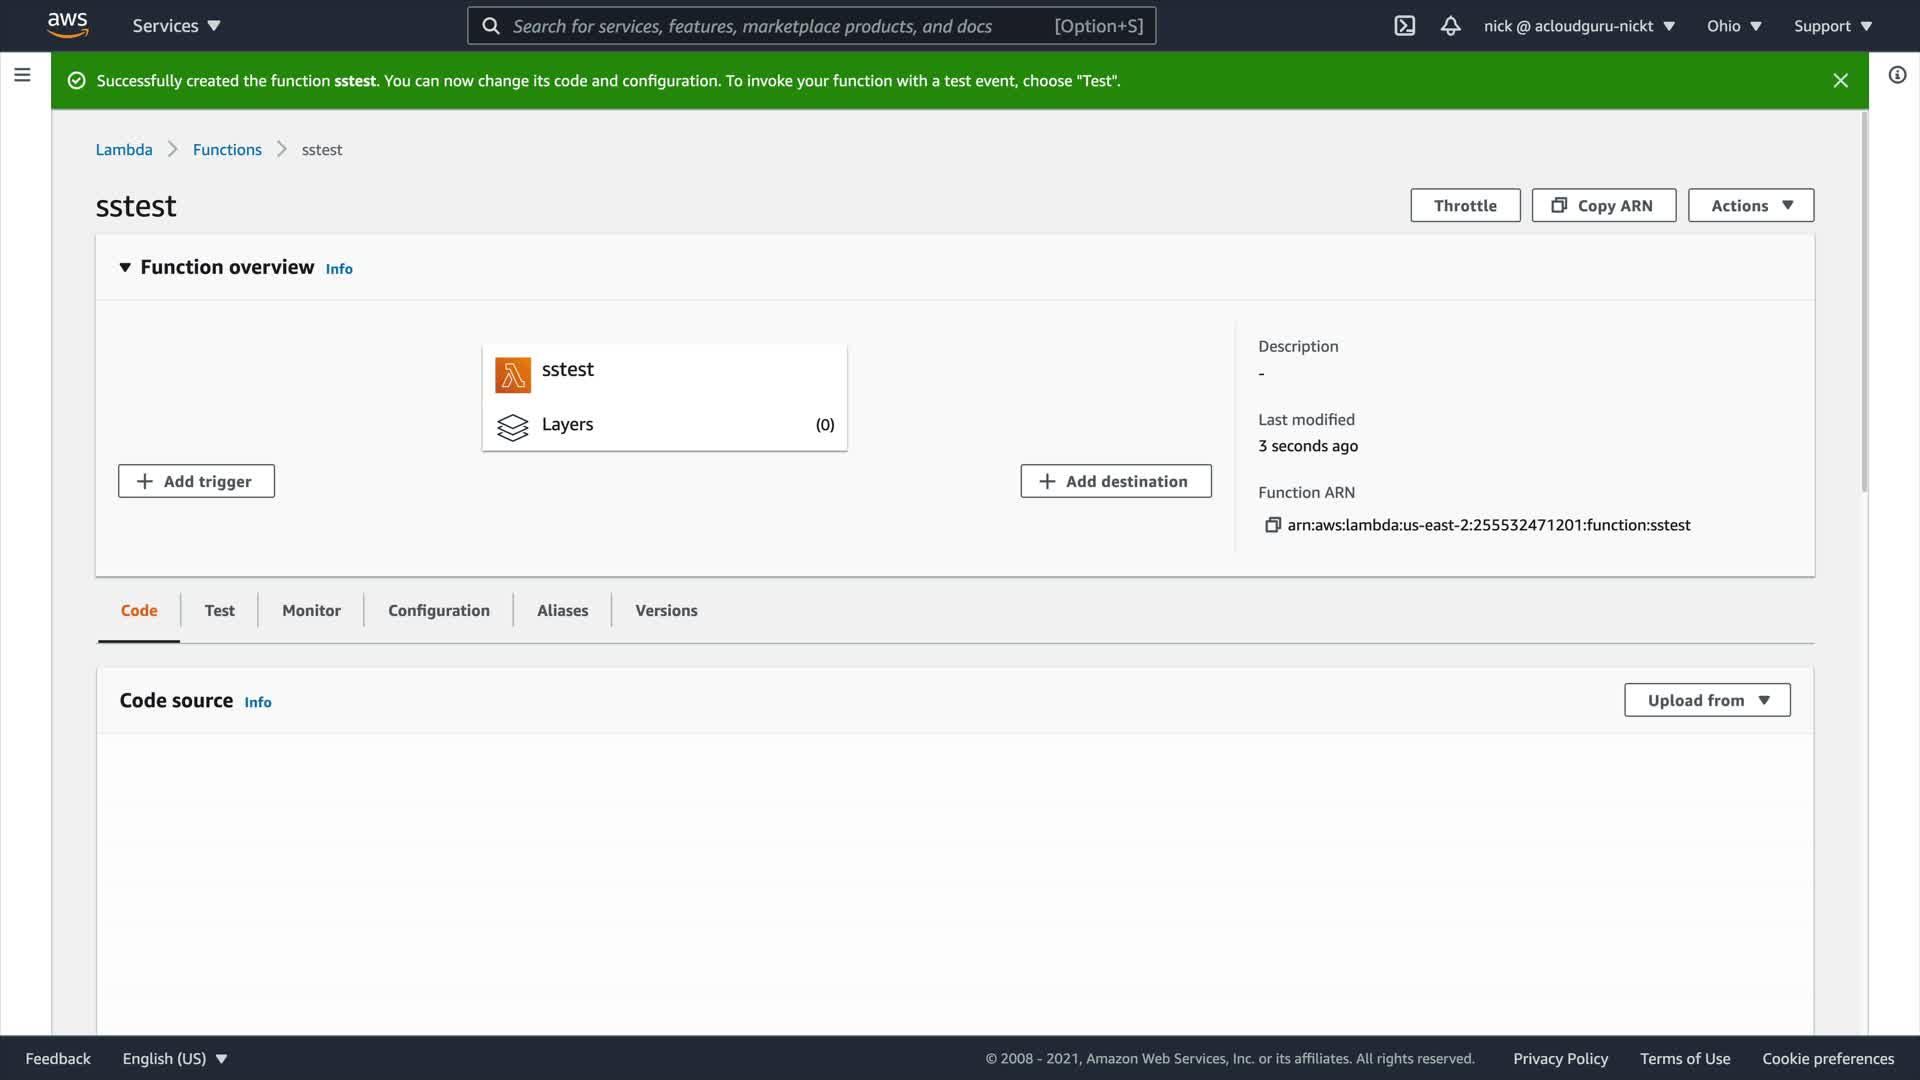 aws
Services
Search for services, features, marketplace products, and docs [Option+S]
nick @ acloudguru-nickt
Ohio
Support
Successfully created the function sstest. You can now change its code and configuration. To invoke your function with a test event, choose "Test".
Lambda
Functions
sstest
sstest
Throttle
Copy ARN
Actions
Function overview Info
sstest
Layers (0)
Add trigger
Add destination
Description
-
Last modified
3 seconds ago
Function ARN
arn:aws:lambda:us-east-2:255532471201:function:sstest
Code
Test
Monitor
Configuration
Aliases
Versions
Code source Info
Upload from
Feedback
English (US)
© 2008 - 2021, Amazon Web Services, Inc. or its affiliates. All rights reserved.
Privacy Policy
Terms of Use
Cookie preferences